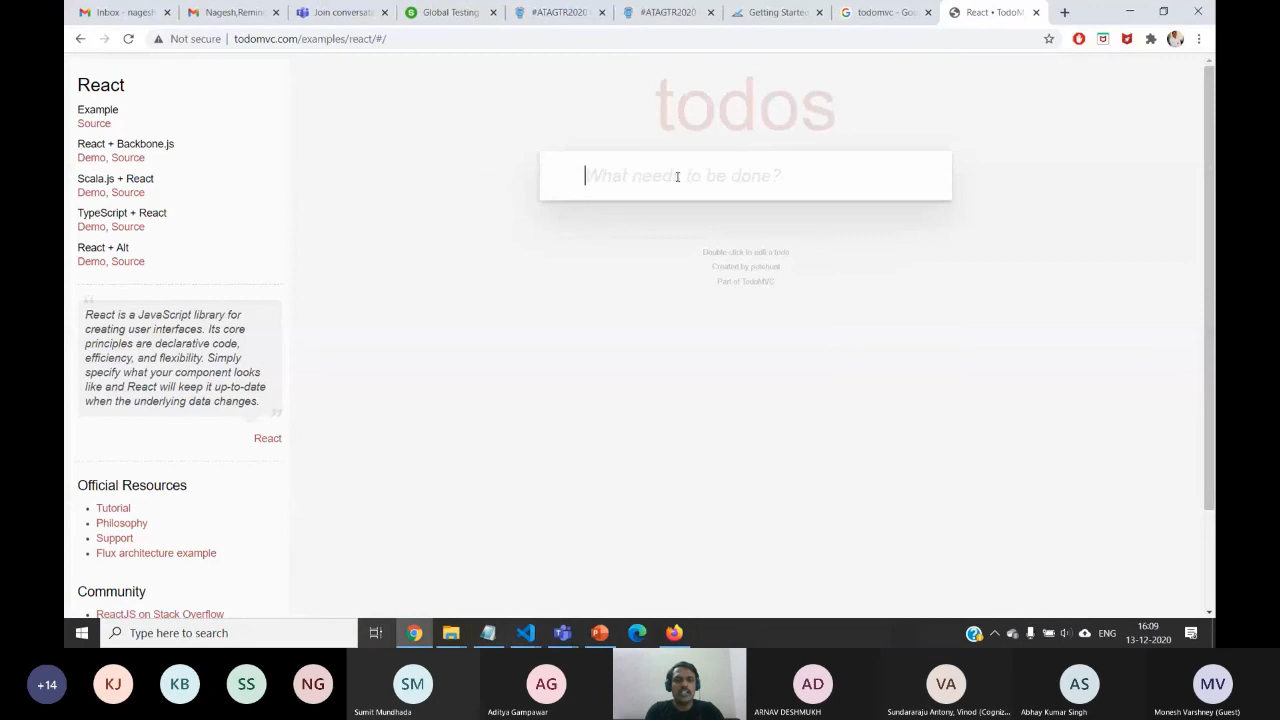 Inbox - nagesh
Nagesh,Remin
Join conversati
Global Testing
#ATAGTR2020
#ATAGTR2020
Getting Started
todomvc - Goo
React • TodoM
Not secure
todomvc.com/examples/react/#/
React
Example
Source
React + Backbone.js
Demo, Source
Scala.js + React
Demo, Source
TypeScript + React
Demo, Source
React + Alt
Demo, Source
React is a JavaScript library for
creating user interfaces. Its core
principles are declarative code,
efficiency, and flexibility. Simply
specify what your component looks
like and React will keep it up-to-date
when the underlying data changes.
React
Official Resources
Tutorial
Philosophy
Support
Flux architecture example
Community
ReactJS on Stack Overflow
todos
What needs to be done?
Double-click to edit a todo
Created by petehunt
Part of TodoMVC
Type here to search
ENG
16:09
13-12-2020
+14
KJ
KB
SS
NG
SM
Sumit Mundhada
AG
Aditya Gampawar
AD
ARNAV DESHMUKH
VA
Sundararaju Antony, Vinod (Cogniz...
AS
Abhay Kumar Singh
MV
Monesh Varshney (Guest)